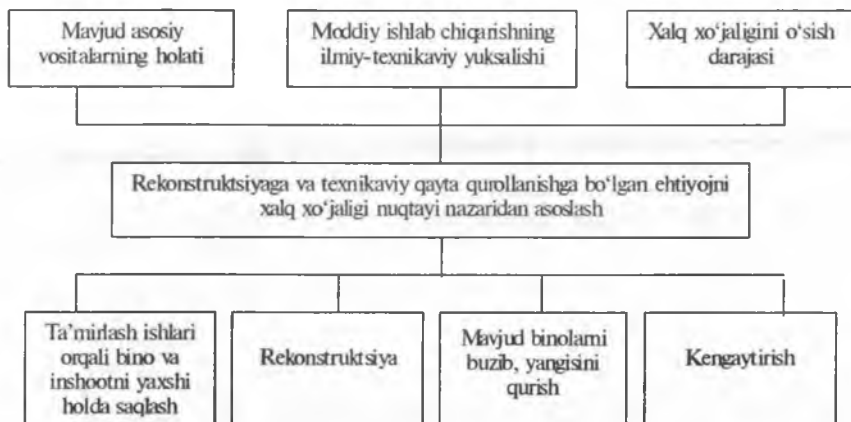 Mavjud asosiy
vositalarning holati
Moddiy ishlab chiqarishning
ilmiy-texnikaviy yuksalishi
Xalq xo‘jaligini o‘sish
darajasi
Rekonstruktsiyaga va texnikaviy qayta qurollanishga bo‘lgan ehtiyojni
xalq xo‘jaligi nuqtayi nazaridan asoslash
Ta’mirlash ishlari
orqali bino va
inshootni yaxshi
holda saqlash
Rekonstruktsiya
Mavjud binolarni
buzib, yangisini
qurish
Kengaytirish